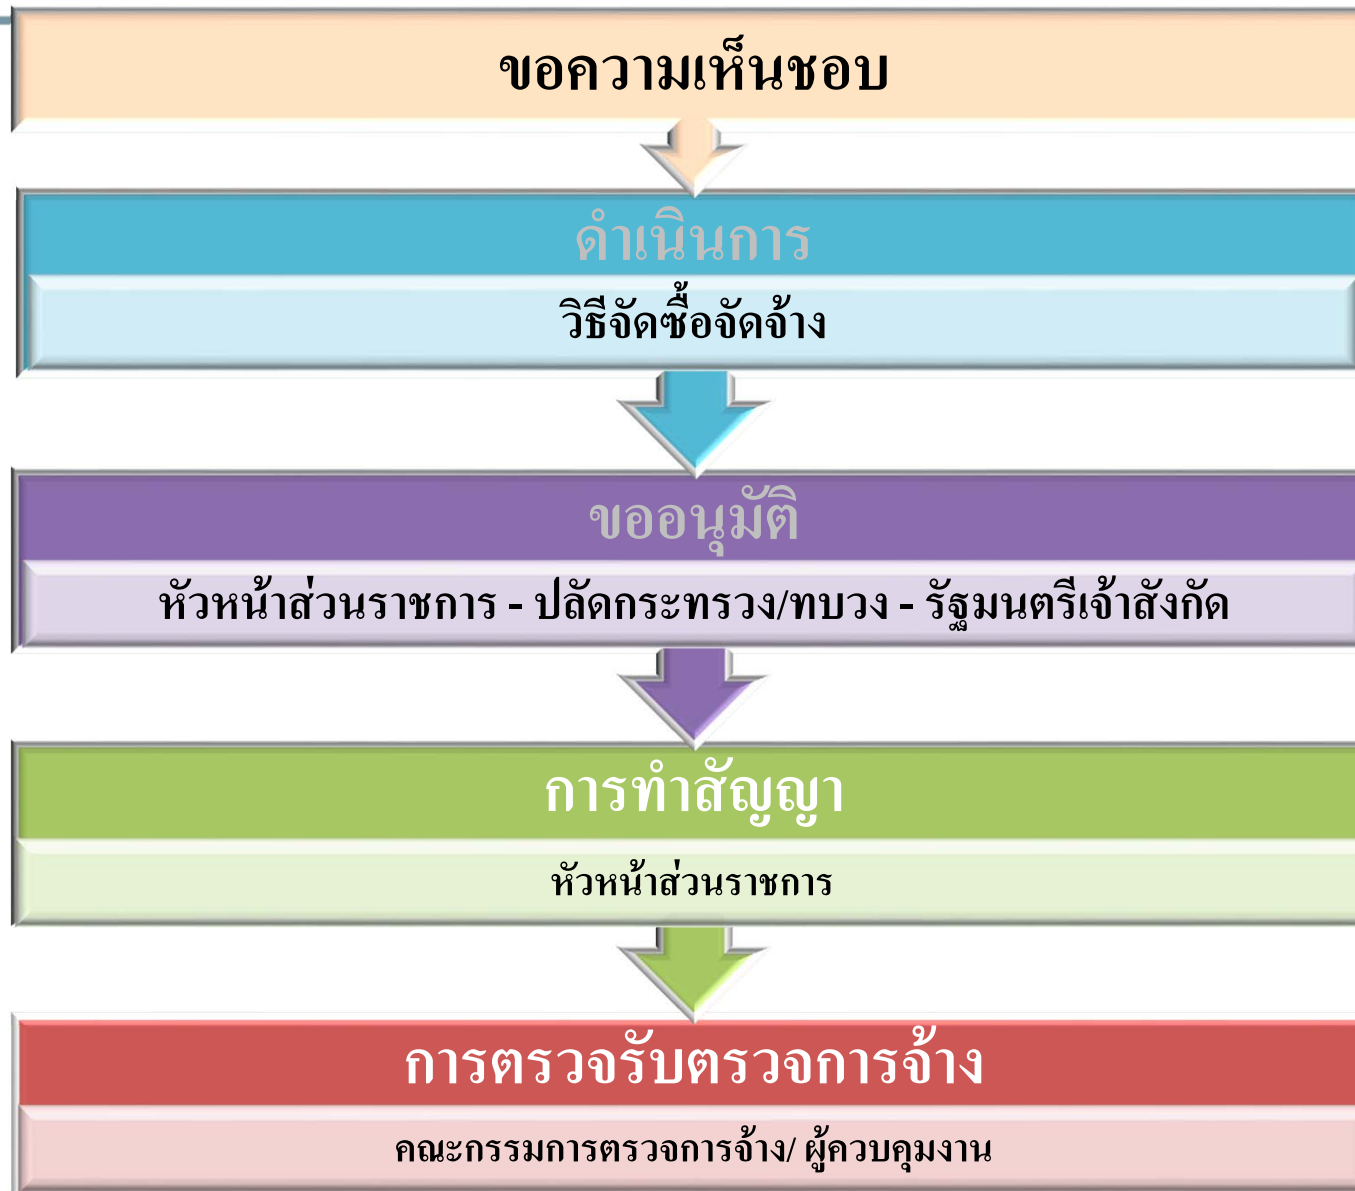 ขอความเห็นชอบ
ดำเนินการ
วิธีจัดซื้อจัดจ้าง
ขออนุมัติ
หัวหน้าส่วนราชการ - ปลัดกระทรวง/ทบวง - รัฐมนตรีเจ้าสังกัด
การทำสัญญา
หัวหน้าส่วนราชการ
การตรวจรับตรวจการจ้าง
คณะกรรมการตรวจการจ้าง/ ผู้ควบคุมงาน